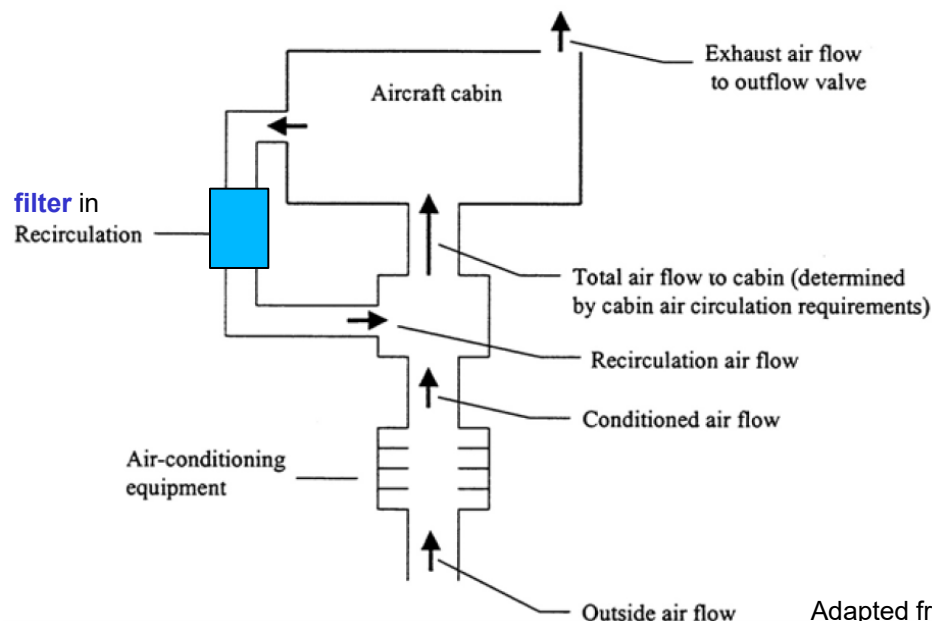 Exhaust air flow
to outflow valve
Aircraft cabin
filter in
Recirculation
Total air flow to cabin (determined
by cabin air circulation requirements)
Recirculation air flow
Conditioned air flow
Air-conditioning
equipment
Outside air flow
Adapted fr